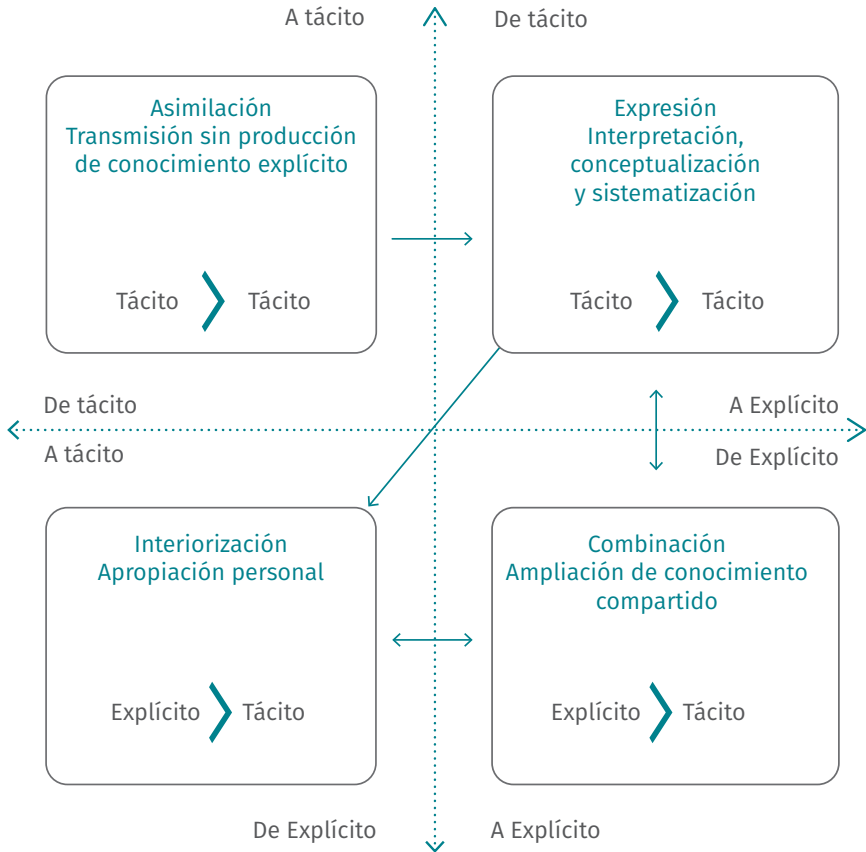 A tácito
De tácito
Asimilación
Transmisión sin producción
de conocimiento explícito
Tácito
Tácito
Expresión
Interpretación,
conceptualización
y sistematización
Tácito
Tácito
De tácito
A Explícito
A tácito
De Explícito
Interiorización
Apropiación personal
Explícito
Tácito
Combinación
Ampliación de conocimiento
compartido
Explícito
Tácito
De Explícito
A Explícito